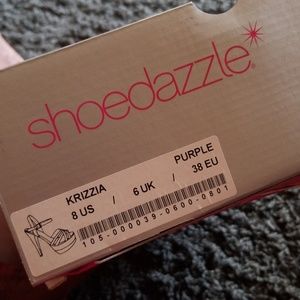 shoedazzle
KRIZZIA PURPLE
8 US / 6 UK / 38 EU
105-000039-0600-0801